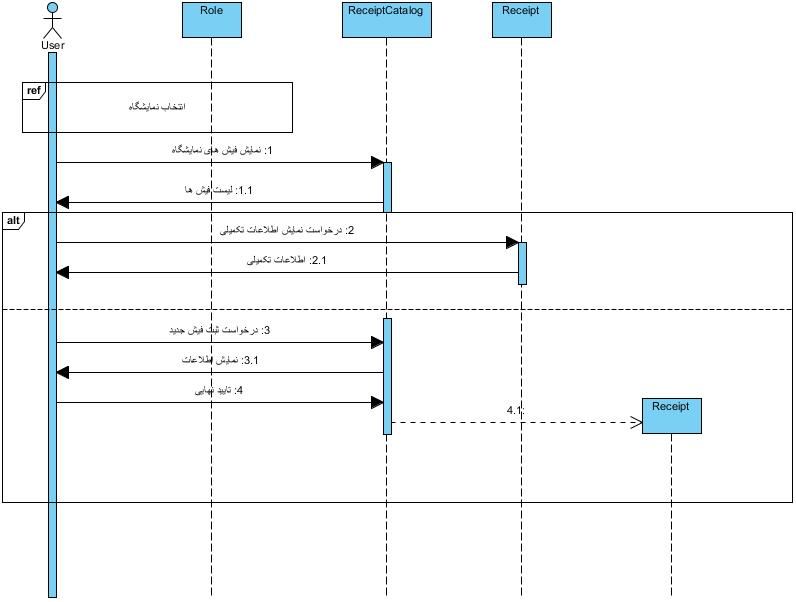 User
Role
ReceiptCatalog
Receipt
ref
انتخاب نمایشگاه
1: نمایش فیش های نمایشگاه
1.1: لیست فیش ها
alt
2: درخواست نمایش اطلاعات تکمیلی
2.1: اطلاعات تکمیلی
3: درخواست ثبت فیش جدید
3.1: نمایش اطلاعات
4: تایید نهایی
4.1:
Receipt